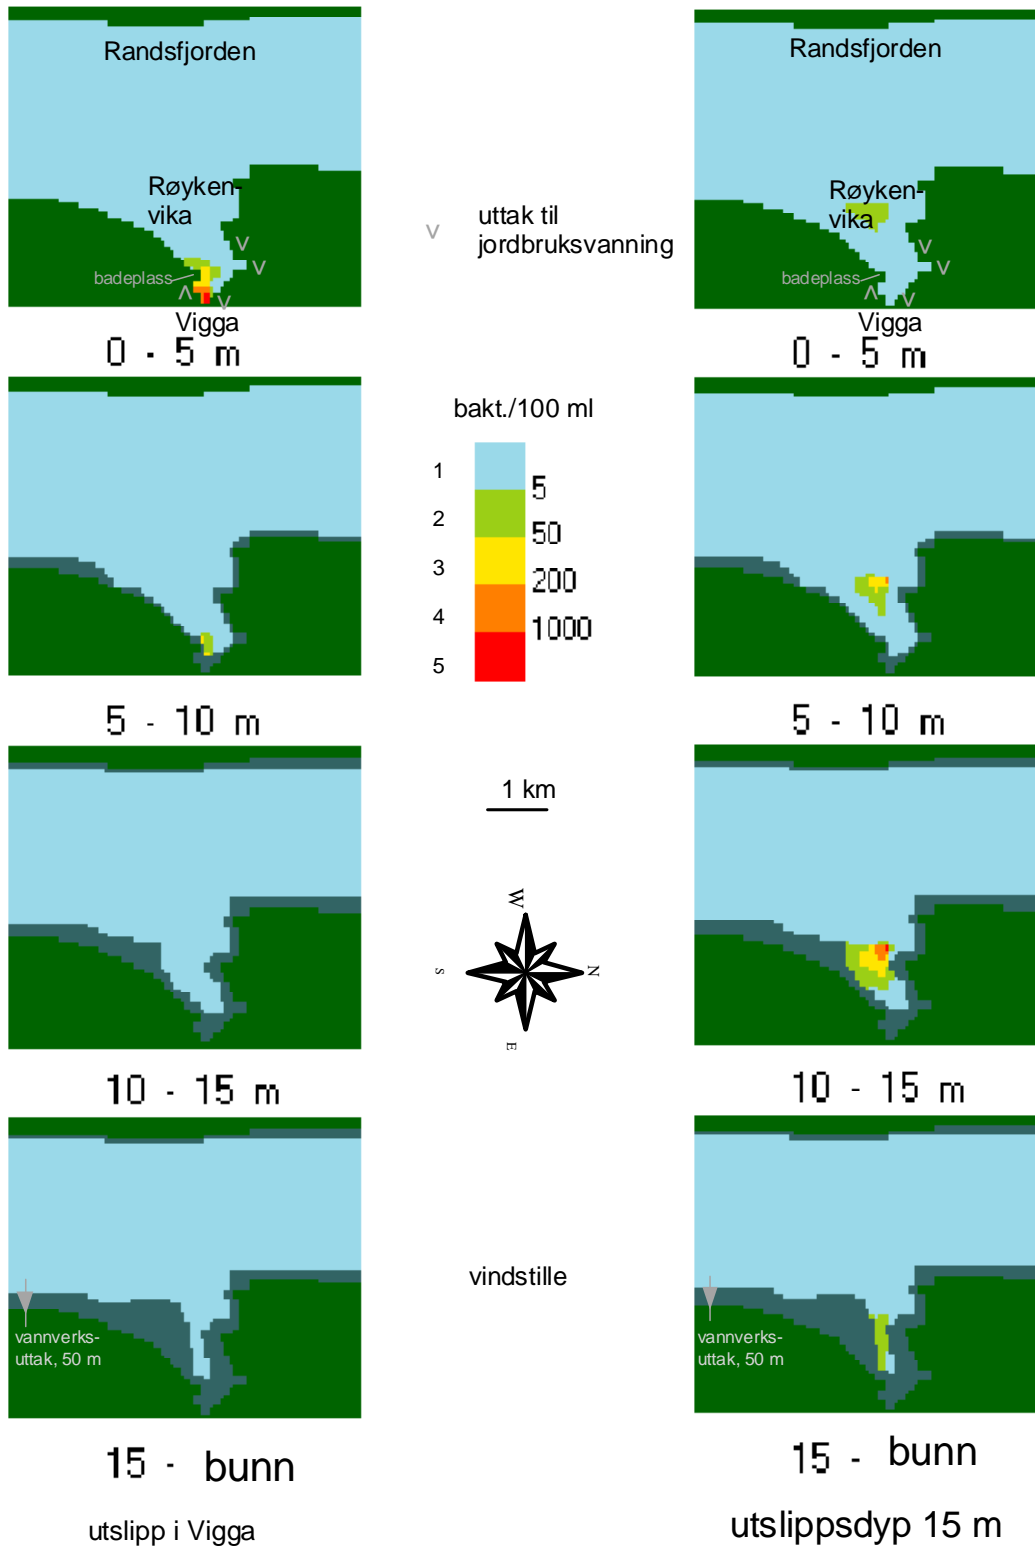 Randsfjorden
Røyken-
vika
badeplass
Vigga
0 - 5 m
v uttak til
jordbruksvanning
Randsfjorden
Røyken-
vika
badeplass
Vigga
0 - 5 m
5 - 10 m
bakt./100 ml
1
5
2
50
3
200
4
1000
5
5 - 10 m
10 - 15 m
1 km
W
S
N
E
10 - 15 m
vannverks-
uttak, 50 m
15 - bunn
utslipp i Vigga
vindstille
vannverks-
uttak, 50 m
15 - bunn
utslippsdyp 15 m